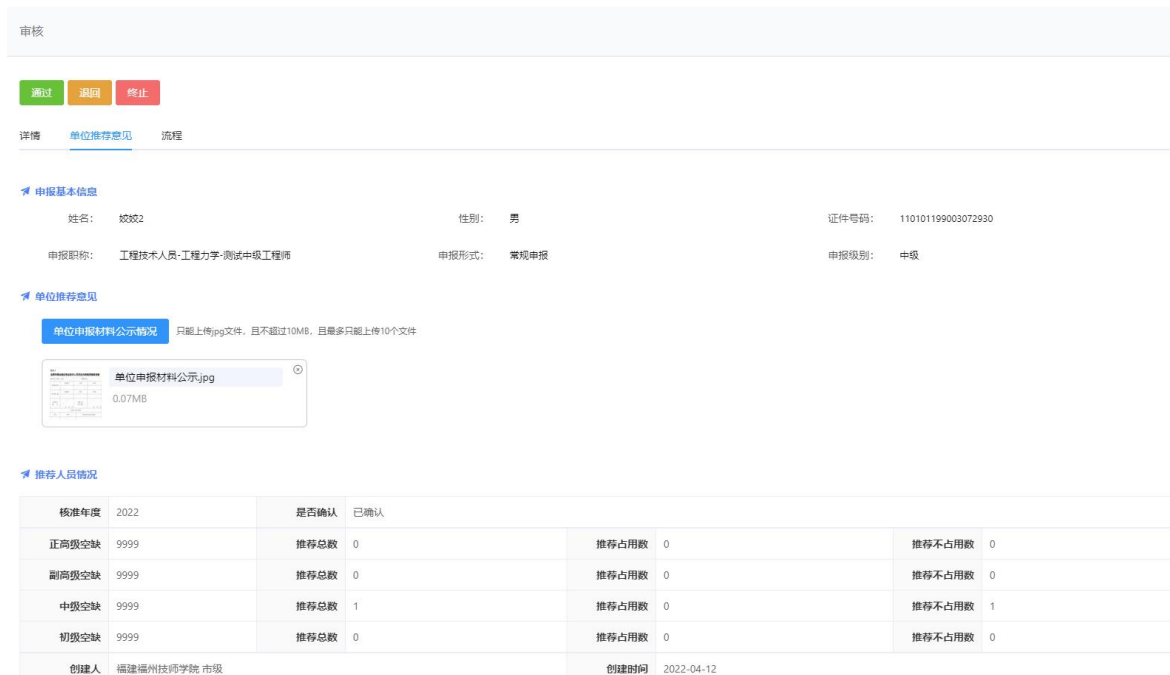 审核
通过 退回 终止
详情 单位推荐意见 流程
申报基本信息
姓名： 姣姣2 性别： 男 证件号码： 110101199003072930
申报职称： 工程技术人员-工程力学-测试中级工程师 申报形式： 常规申报 申报级别： 中级
单位推荐意见
单位申报材料公示情况 只能上传jpg文件，且不超过10MB，且最多只能上传10个文件
单位申报材料公示.jpg
0.07MB
推荐人员情况
核准年度 2022 是否确认 已确认
正高级空缺 9999 推荐总数 0 推荐占用数 0 推荐不占用数 0
副高级空缺 9999 推荐总数 0 推荐占用数 0 推荐不占用数 0
中级空缺 9999 推荐总数 1 推荐占用数 0 推荐不占用数 1
初级空缺 9999 推荐总数 0 推荐占用数 0 推荐不占用数 0
创建人 福建福州技师学院 市级 创建时间 2022-04-12